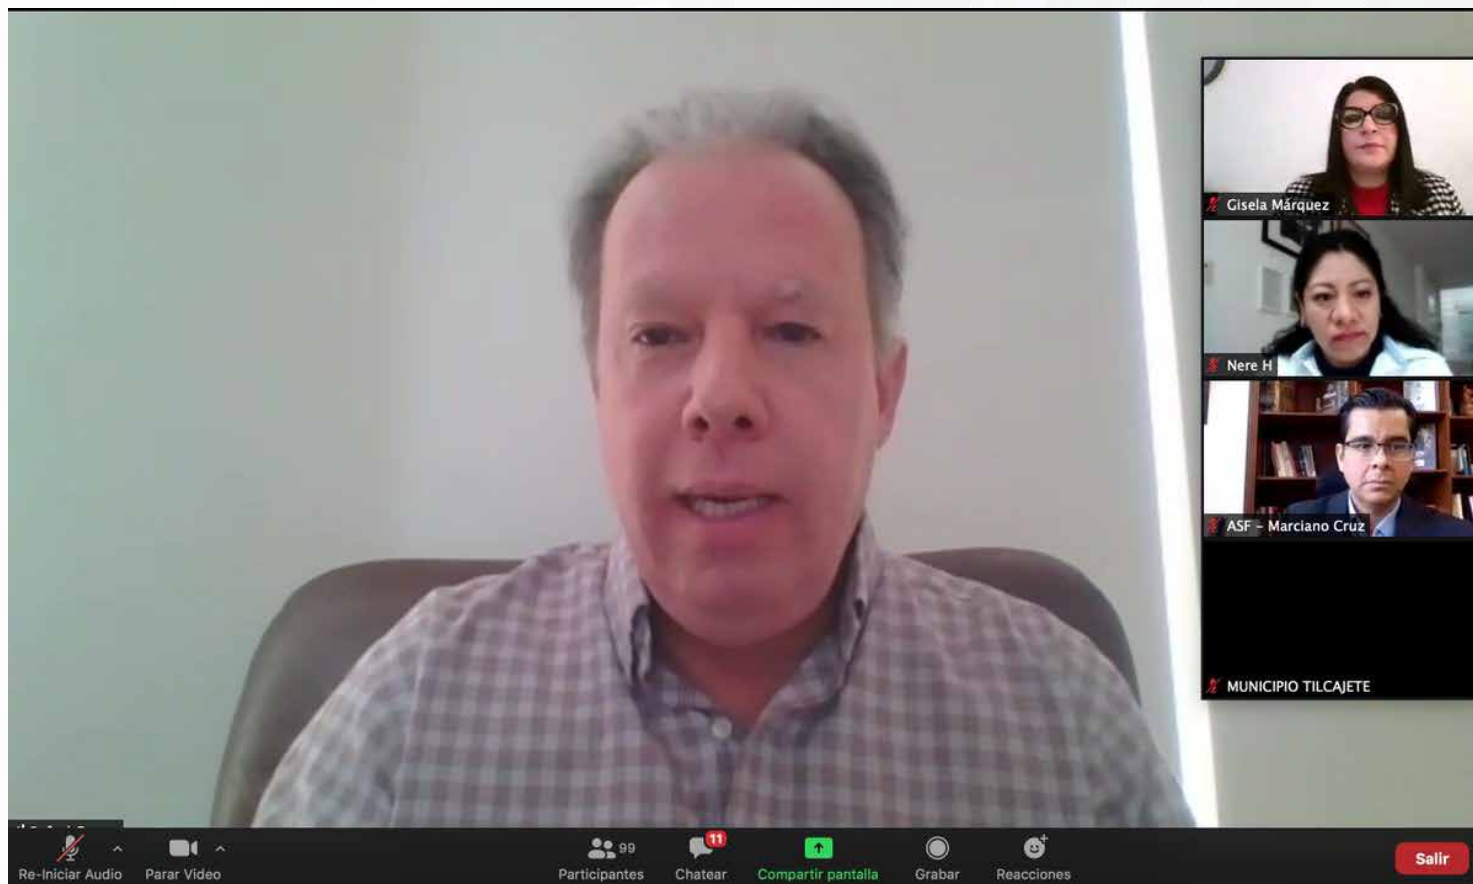 Gisela Márquez
Nere H
ASF - Marciano Cruz
MUNICIPIO TILCAJETE
Re-Iniciar Audio
Parar Video
99
Participantes
11
Chatear
Compartir pantalla
Grabar
Reacciones
Salir